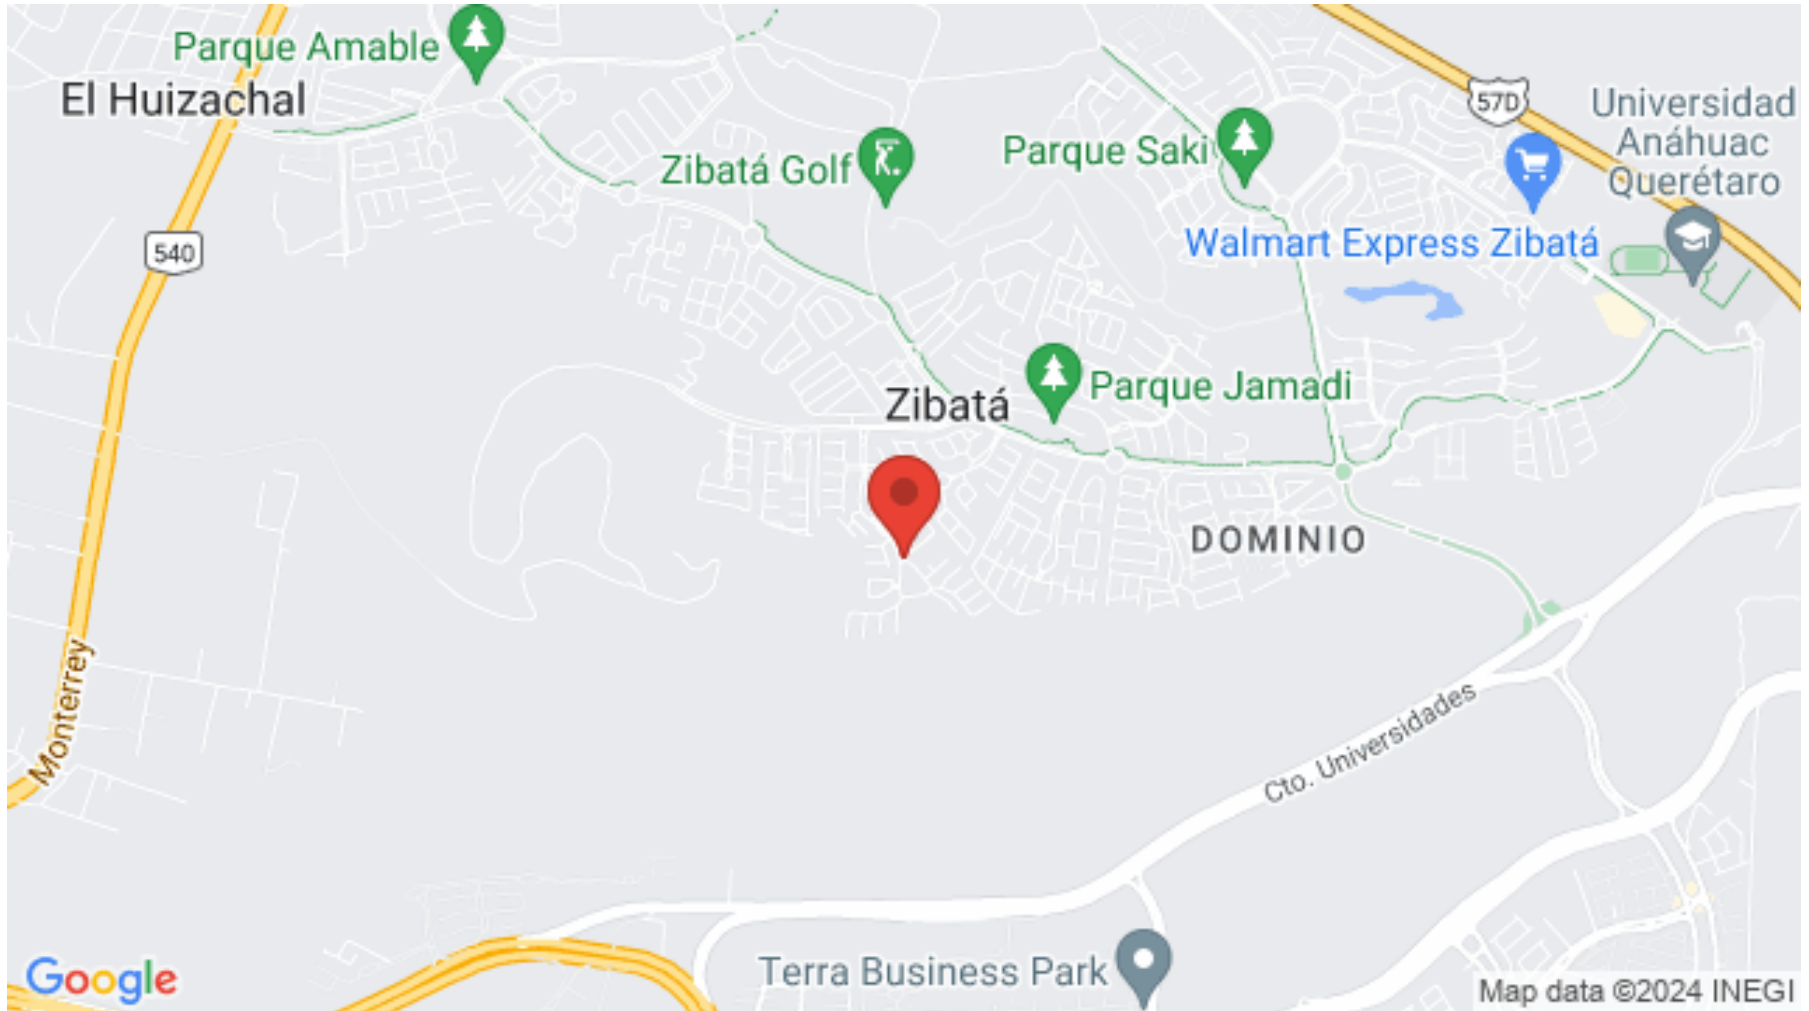 Parque Amable
El Huizachal
57D
Universidad
Anáhuac
Querétaro
Parque Saki
Zibatá Golf
Walmart Express Zibatá
540
Parque Jamadi
Zibatá
DOMINIO
Monterrey
Cto. Universidades
Terra Business Park
Google
Map data ©2024 INEGI